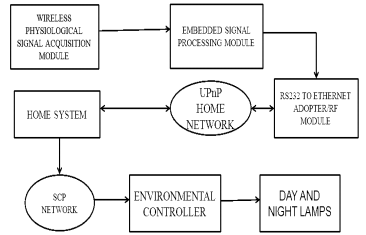 WIRELESS
PHYSIOLOGICAL
SIGNAL ACQUISITION
MODULE
EMBEDDED SIGNAL
PROCESSING MODULE
RS232 TO ETHERNET
ADOPTER/RF
MODULE
UPnP
HOME
NETWORK
HOME SYSTEM
SCP
NETWORK
ENVIRONMENTAL
CONTROLLER
DAY AND
NIGHT LAMPS